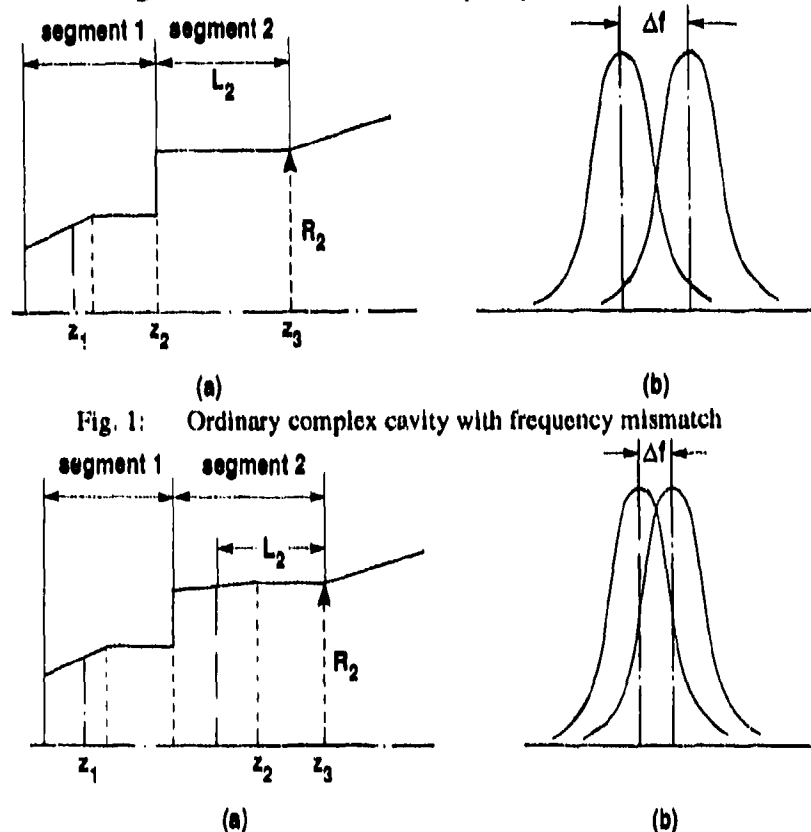 segment 1 segment 2 Δf
L2
R2
z1 z2 z3
(a) (b)
Fig. 1: Ordinary complex cavity with frequency mismatch
segment 1 segment 2 Δf
L2
R2
z1 z2 z3
(a) (b)